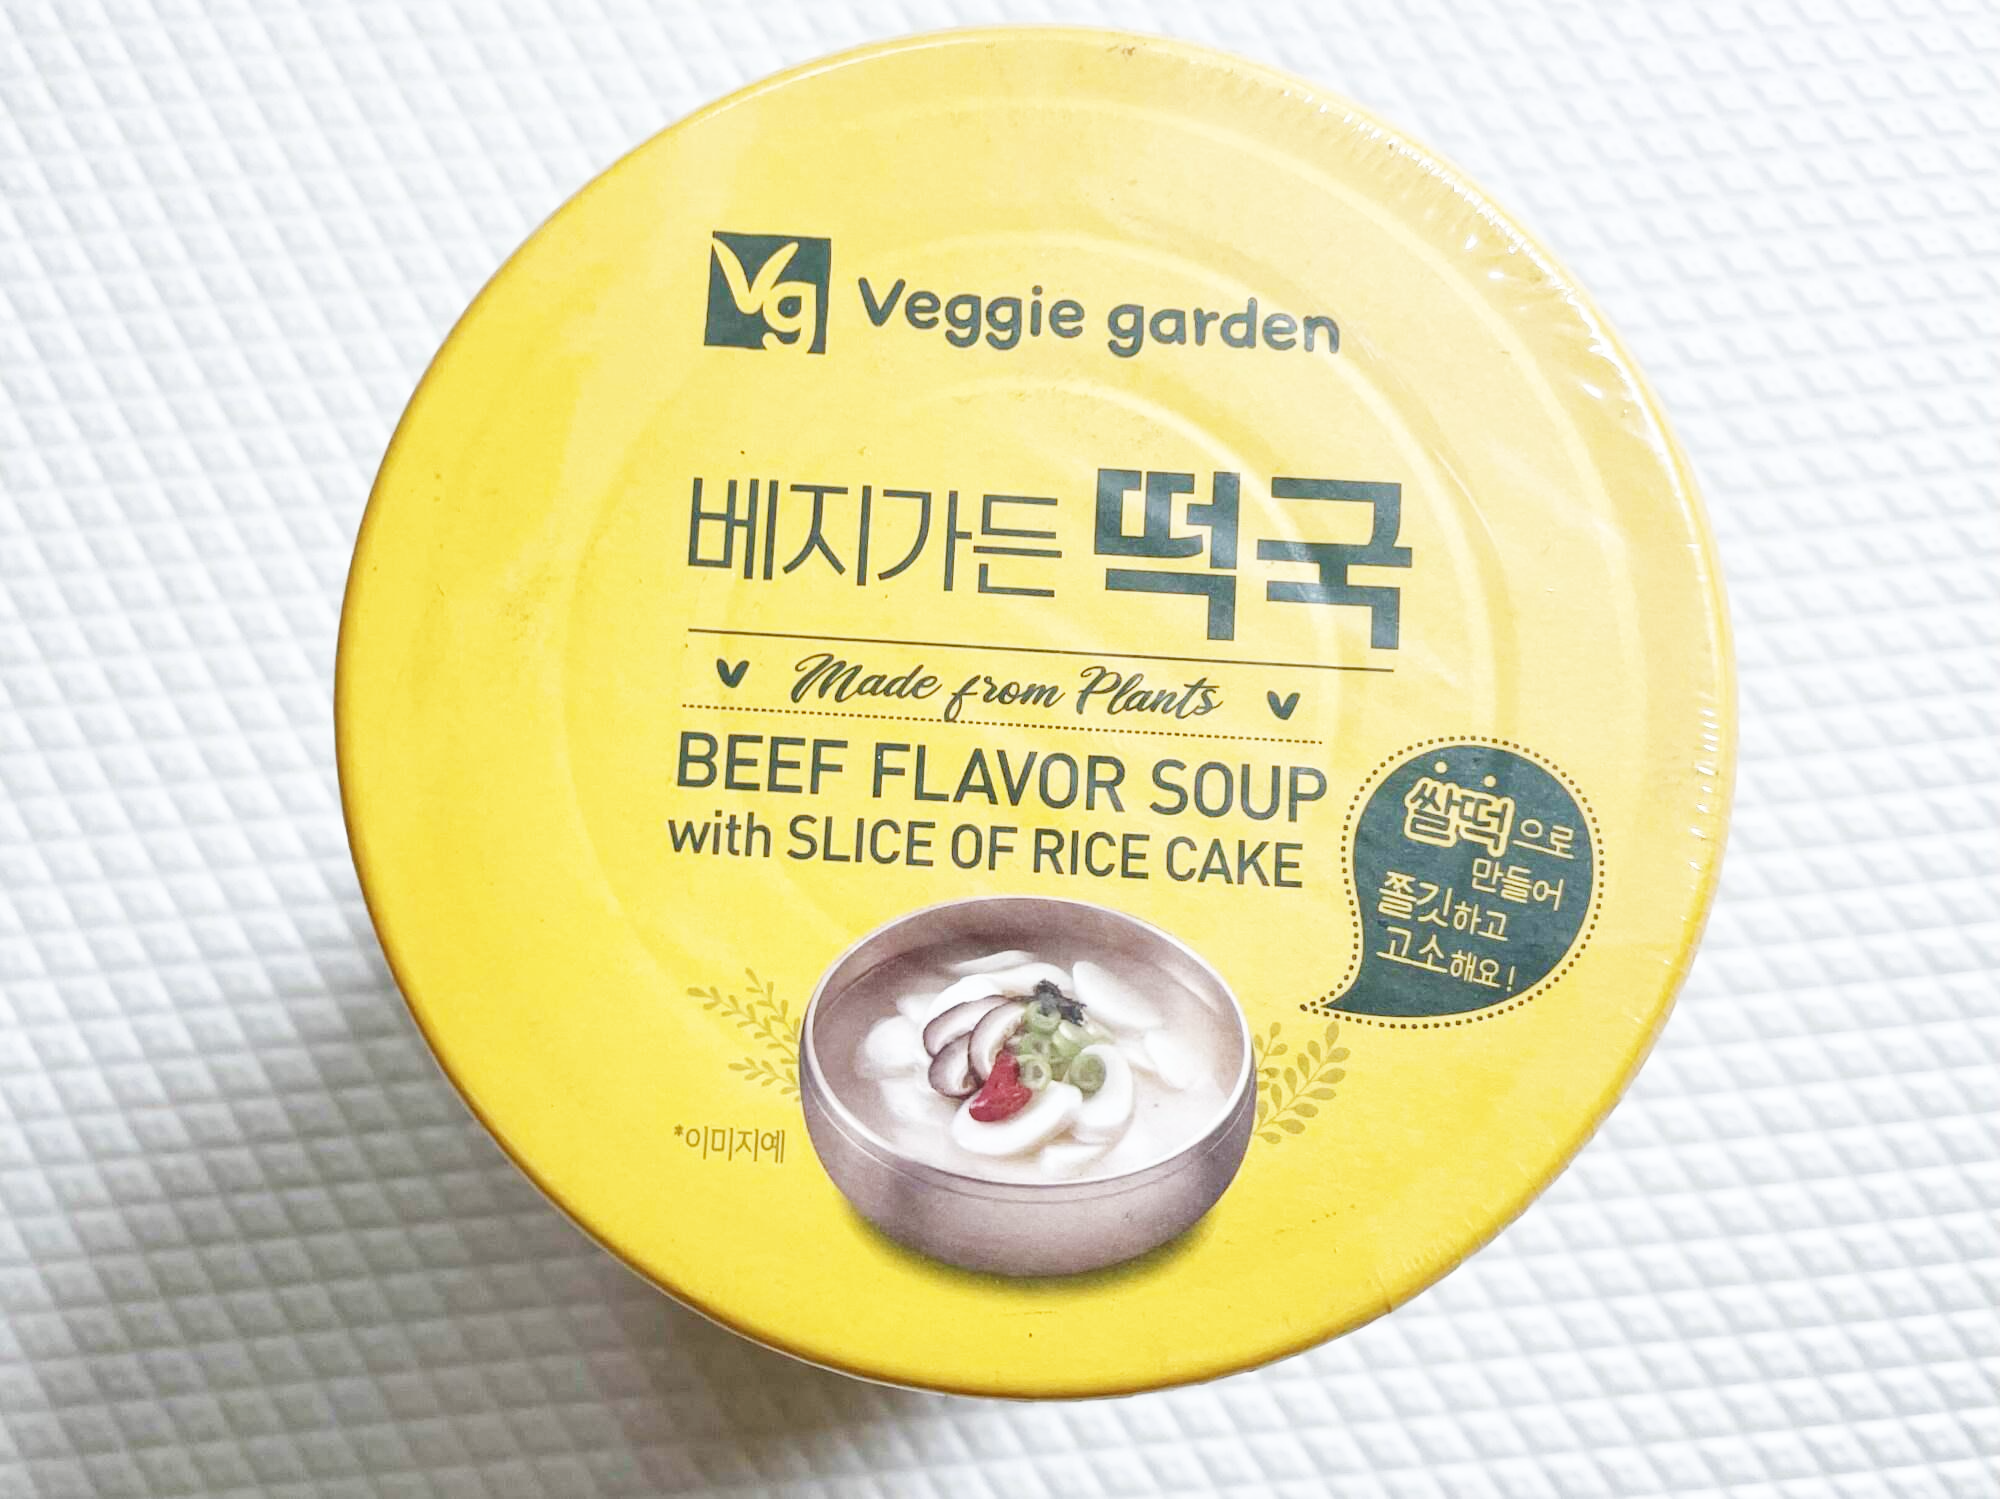 Vg Veggie garden
베지가든 떡국
Made from Plants
BEEF FLAVOR SOUP
with SLICE OF RICE CAKE
쌀떡으로
만들어
쫄깃하고
고소해요!
*이미지예